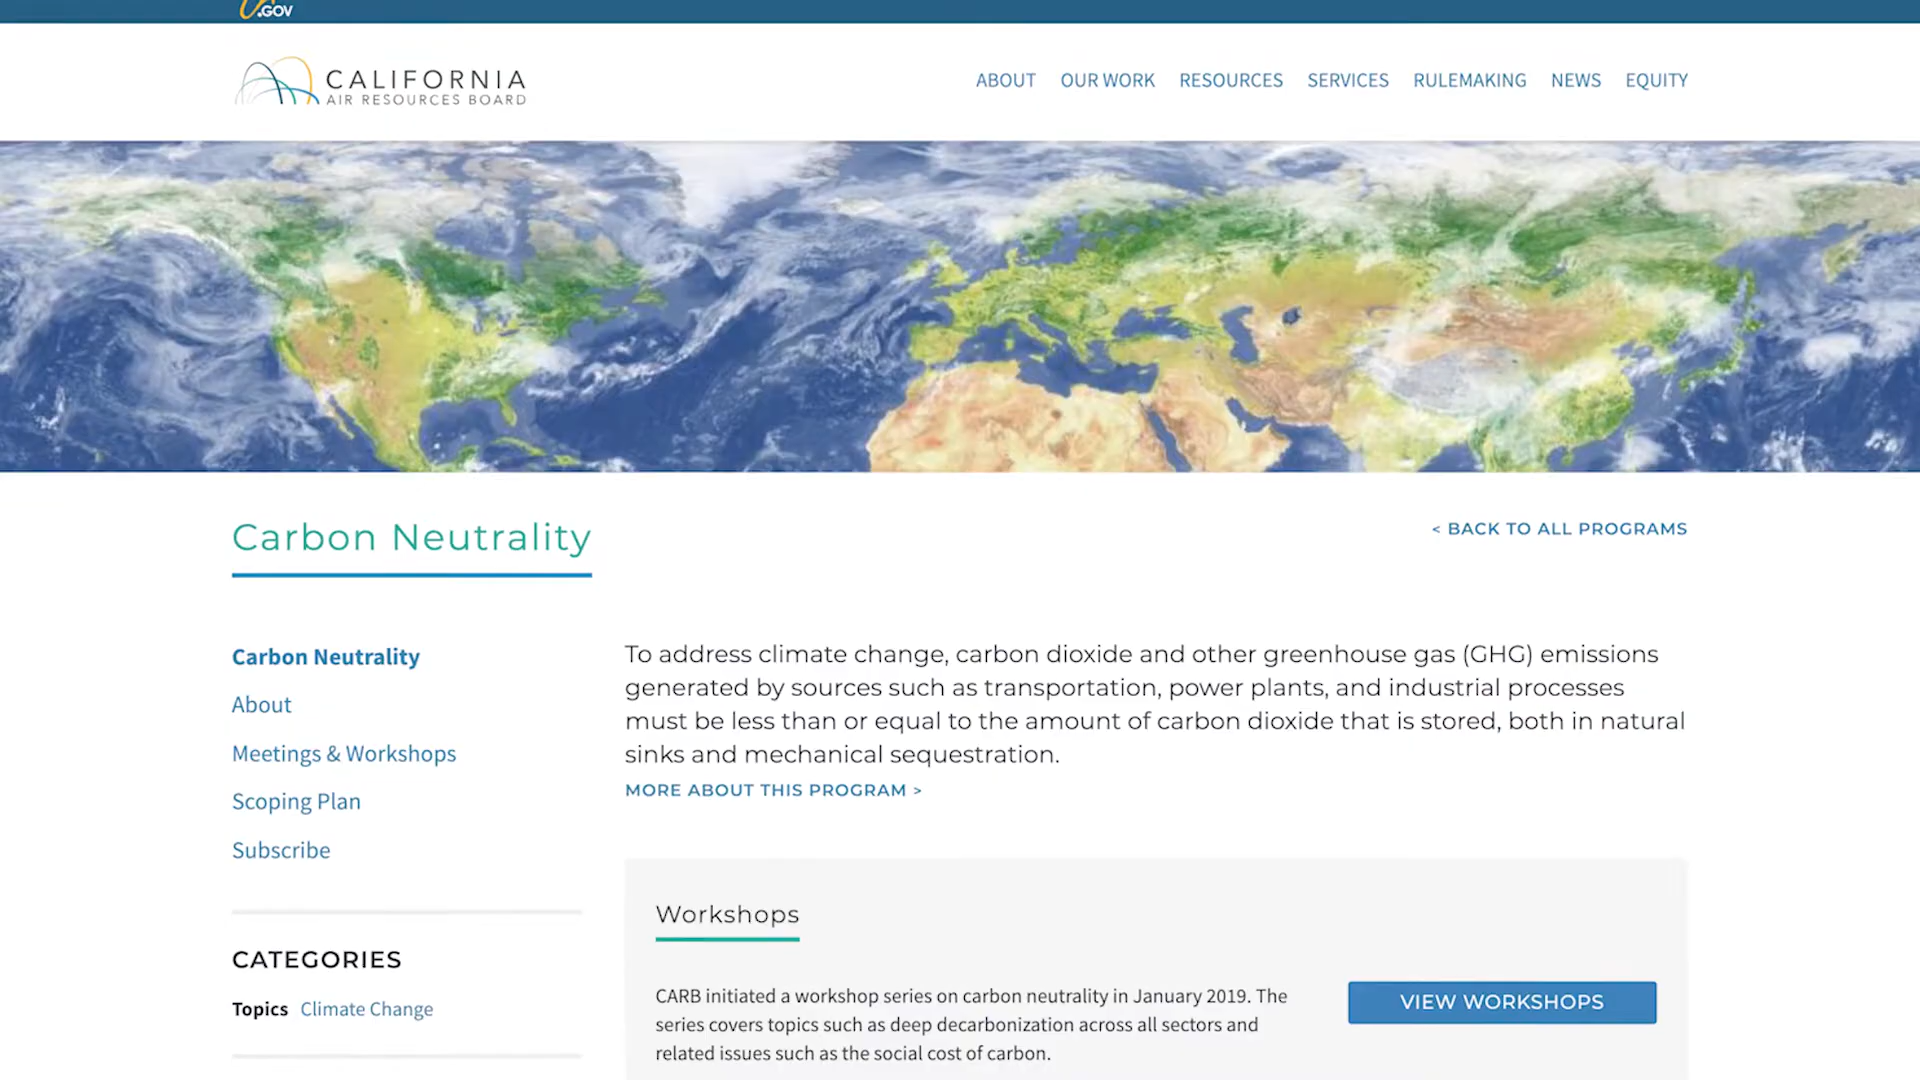 .GOV
CALIFORNIA
AIR RESOURCES BOARD
ABOUT OUR WORK RESOURCES SERVICES RULEMAKING NEWS EQUITY
Carbon Neutrality
< BACK TO ALL PROGRAMS
Carbon Neutrality
About
Meetings & Workshops
Scoping Plan
Subscribe
CATEGORIES
Topics Climate Change
To address climate change, carbon dioxide and other greenhouse gas (GHG) emissions
generated by sources such as transportation, power plants, and industrial processes
must be less than or equal to the amount of carbon dioxide that is stored, both in natural
sinks and mechanical sequestration.
MORE ABOUT THIS PROGRAM >
Workshops
CARB initiated a workshop series on carbon neutrality in January 2019. The
series covers topics such as deep decarbonization across all sectors and
related issues such as the social cost of carbon.
VIEW WORKSHOPS